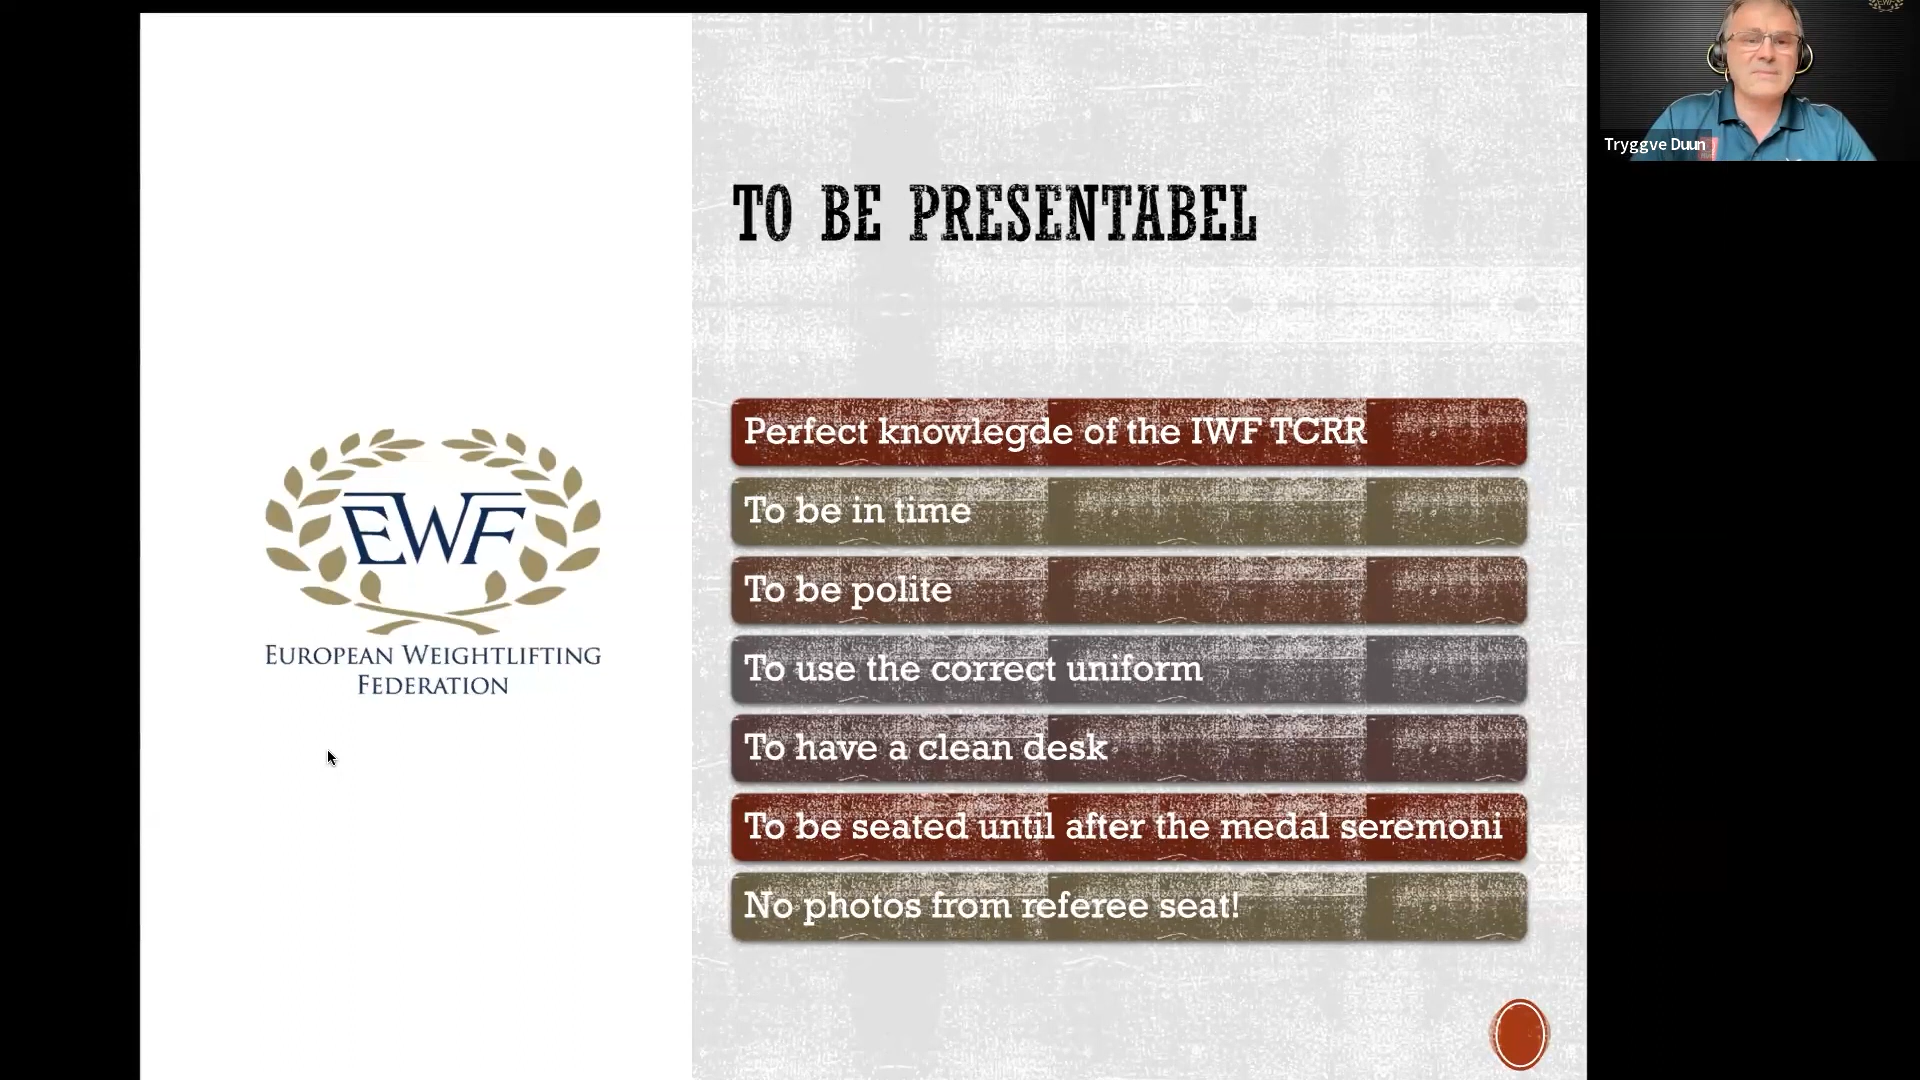 EWF
EUROPEAN WEIGHTLIFTING
FEDERATION
TO BE PRESENTABEL
Perfect knowlegde of the IWF TCRR
To be in time
To be polite
To use the correct uniform
To have a clean desk
To be seated until after the medal seremoni
No photos from referee seat!
Tryggve Duun